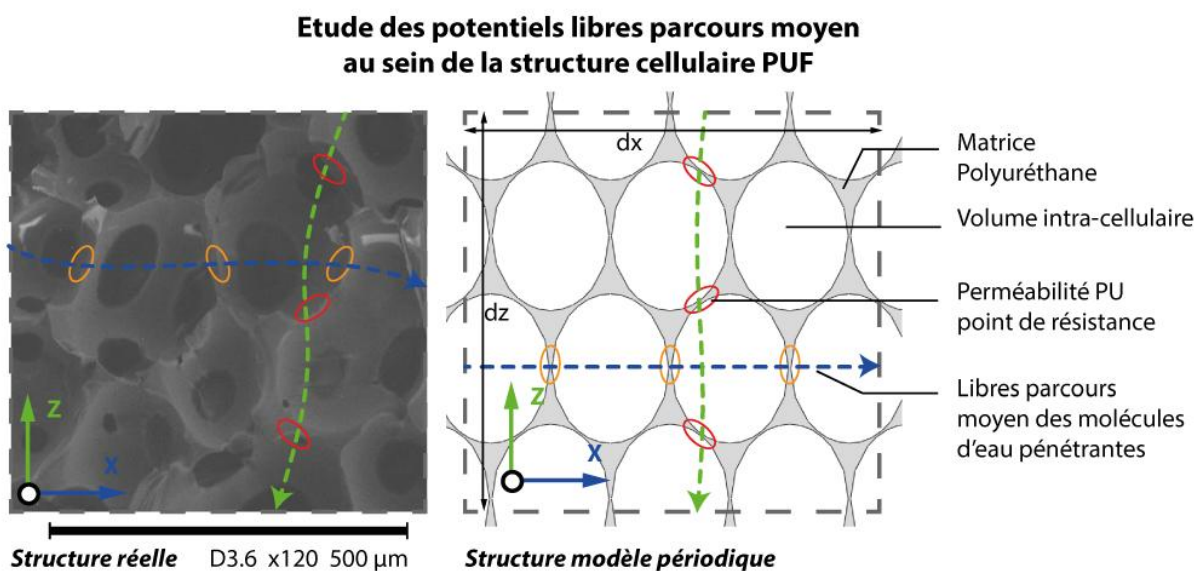 Etude des potentiels libres parcours moyen
au sein de la structure cellulaire PUF
dx
dz
Z
X
Z
X
Matrice
Polyuréthane
Volume intra-cellulaire
Perméabilité PU
point de résistance
Libres parcours
moyen des molécules
d'eau pénétrantes
Structure réelle D3.6 x120 500 µm
Structure modèle périodique